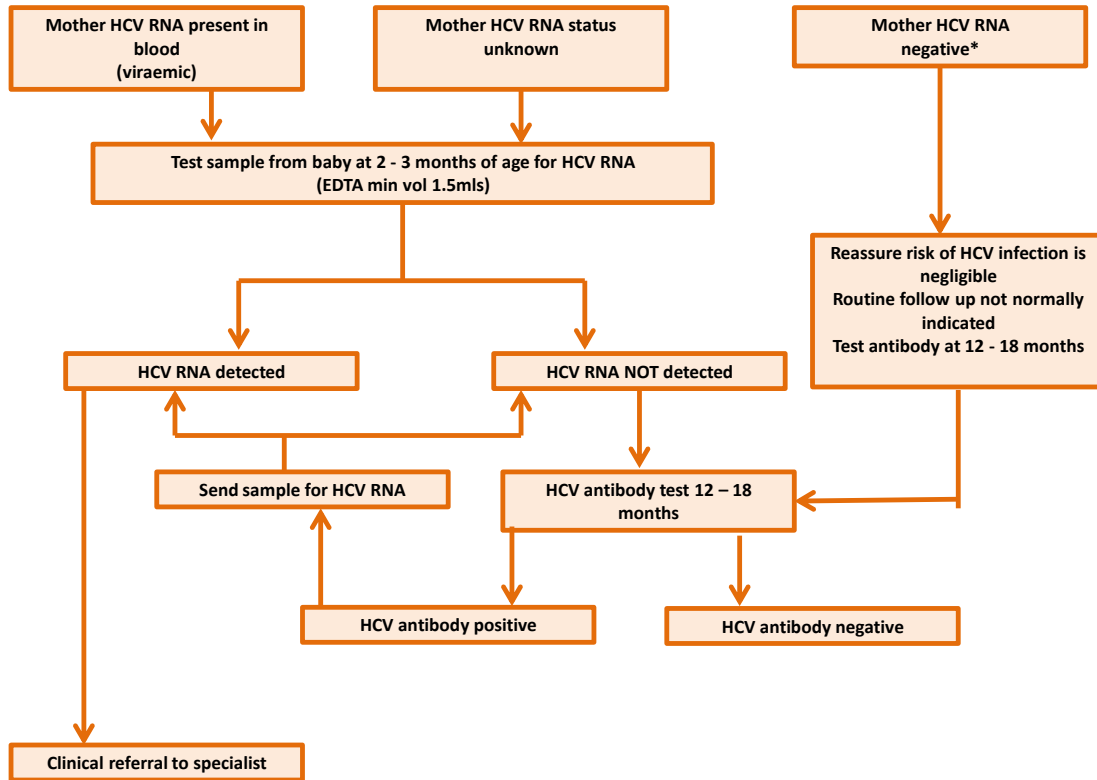 Mother HCV RNA present in
blood
(viraemic)
Mother HCV RNA status
unknown
Mother HCV RNA
negative*
Test sample from baby at 2 - 3 months of age for HCV RNA
(EDTA min vol 1.5mls)
Reassure risk of HCV infection is
negligible
Routine follow up not normally
indicated
Test antibody at 12 - 18 months
HCV RNA detected
HCV RNA NOT detected
Send sample for HCV RNA
HCV antibody test 12 – 18
months
HCV antibody positive
HCV antibody negative
Clinical referral to specialist